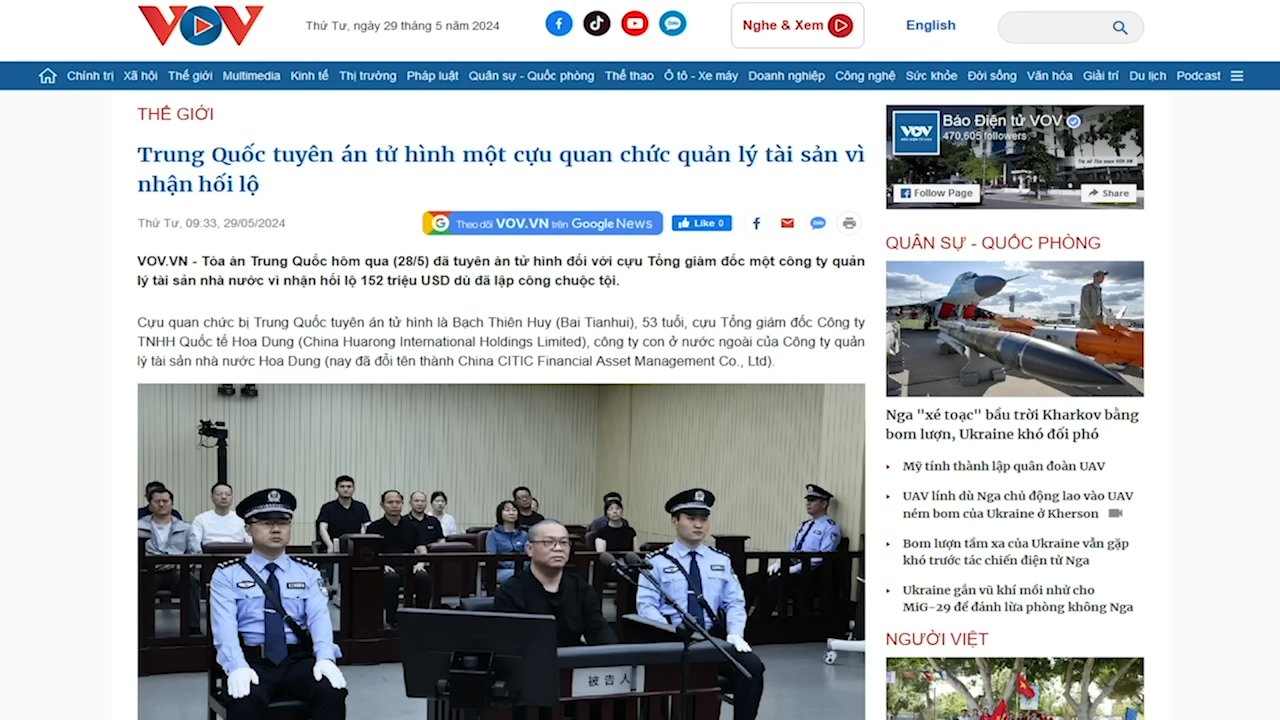 VOV
Thứ Tư, ngày 29 tháng 5 năm 2024
Zalo
Nghe & Xem
English
Chính trị Xã hội Thế giới Multimedia Kinh tế Thị trường Pháp luật Quân sự - Quốc phòng Thể thao Ô tô - Xe máy Doanh nghiệp Công nghệ Sức khỏe Đời sống Văn hóa Giải trí Du lịch Podcast
THẾ GIỚI
Trung Quốc tuyên án tử hình một cựu quan chức quản lý tài sản vì
nhận hối lộ
Thứ Tư, 09:33, 29/05/2024
Theo dõi VOV.VN trên Google News
Like 0
Zalo
VOV.VN - Tòa án Trung Quốc hôm qua (28/5) đã tuyên án tử hình đối với cựu Tổng giám đốc một công ty quản
lý tài sản nhà nước vì nhận hối lộ 152 triệu USD dù đã lập công chuộc tội.
Cựu quan chức bị Trung Quốc tuyên án tử hình là Bạch Thiên Huy (Bai Tianhui), 53 tuổi, cựu Tổng giám đốc Công ty
TNHH Quốc tế Hoa Dung (China Huarong International Holdings Limited), công ty con ở nước ngoài của Công ty quản
lý tài sản nhà nước Hoa Dung (nay đã đổi tên thành China CITIC Financial Asset Management Co., Ltd).
被告人
VOV
Báo Điện tử VOV
470,605 followers
Follow Page
Share
QUÂN SỰ - QUỐC PHÒNG
Nga "xé toạc" bầu trời Kharkov bằng
bom lượn, Ukraine khó đối phó
Mỹ tính thành lập quân đoàn UAV
UAV lính dù Nga chủ động lao vào UAV
ném bom của Ukraine ở Kherson
Bom lượn tầm xa của Ukraine vẫn gặp
khó trước tác chiến điện tử Nga
Ukraine gắn vũ khí mồi nhử cho
MiG-29 để đánh lừa phòng không Nga
NGƯỜI VIỆT